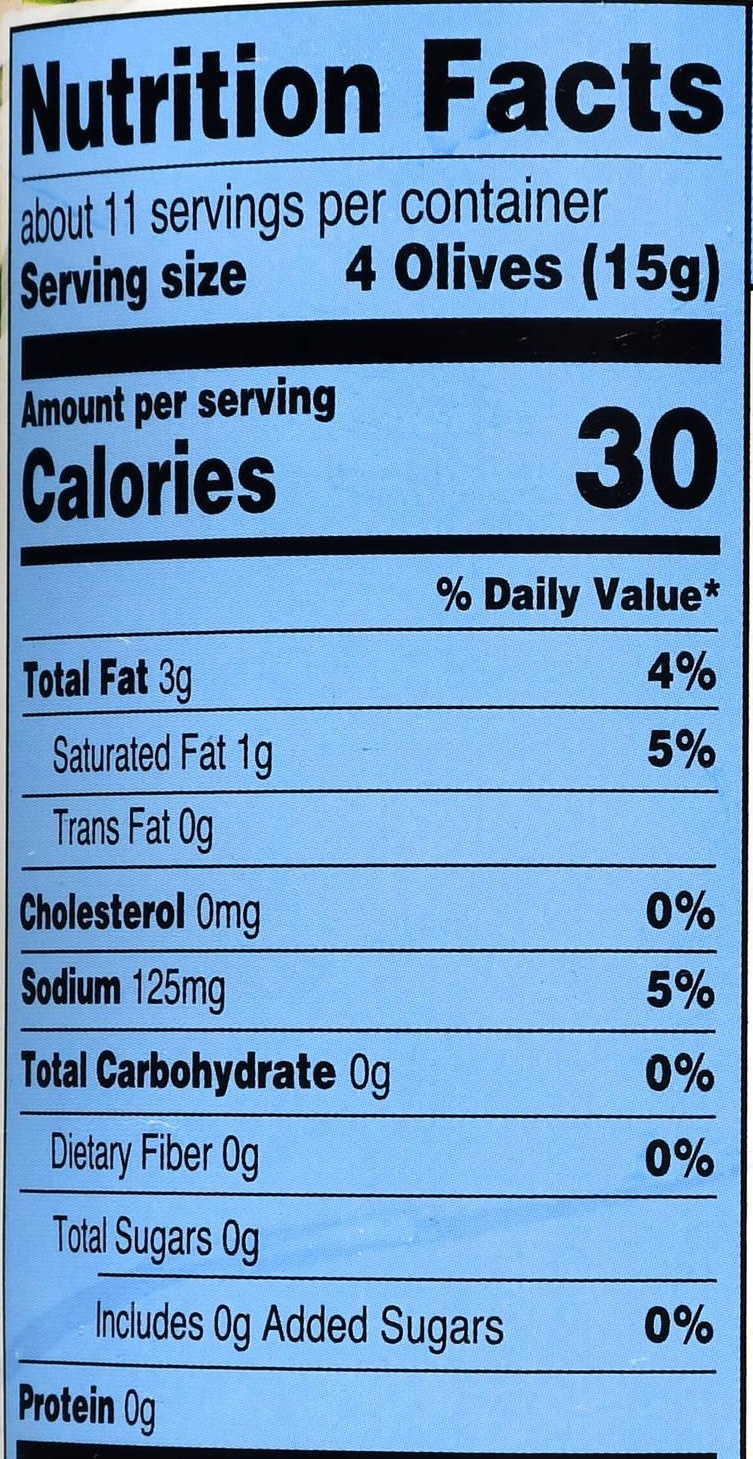 Nutrition Facts
about 11 servings per container
Serving size 4 Olives (15g)
Amount per serving
Calories 30
% Daily Value*
Total Fat 3g 4%
Saturated Fat 1g 5%
Trans Fat 0g
Cholesterol 0mg 0%
Sodium 125mg 5%
Total Carbohydrate 0g 0%
Dietary Fiber 0g 0%
Total Sugars 0g
Includes 0g Added Sugars 0%
Protein 0g